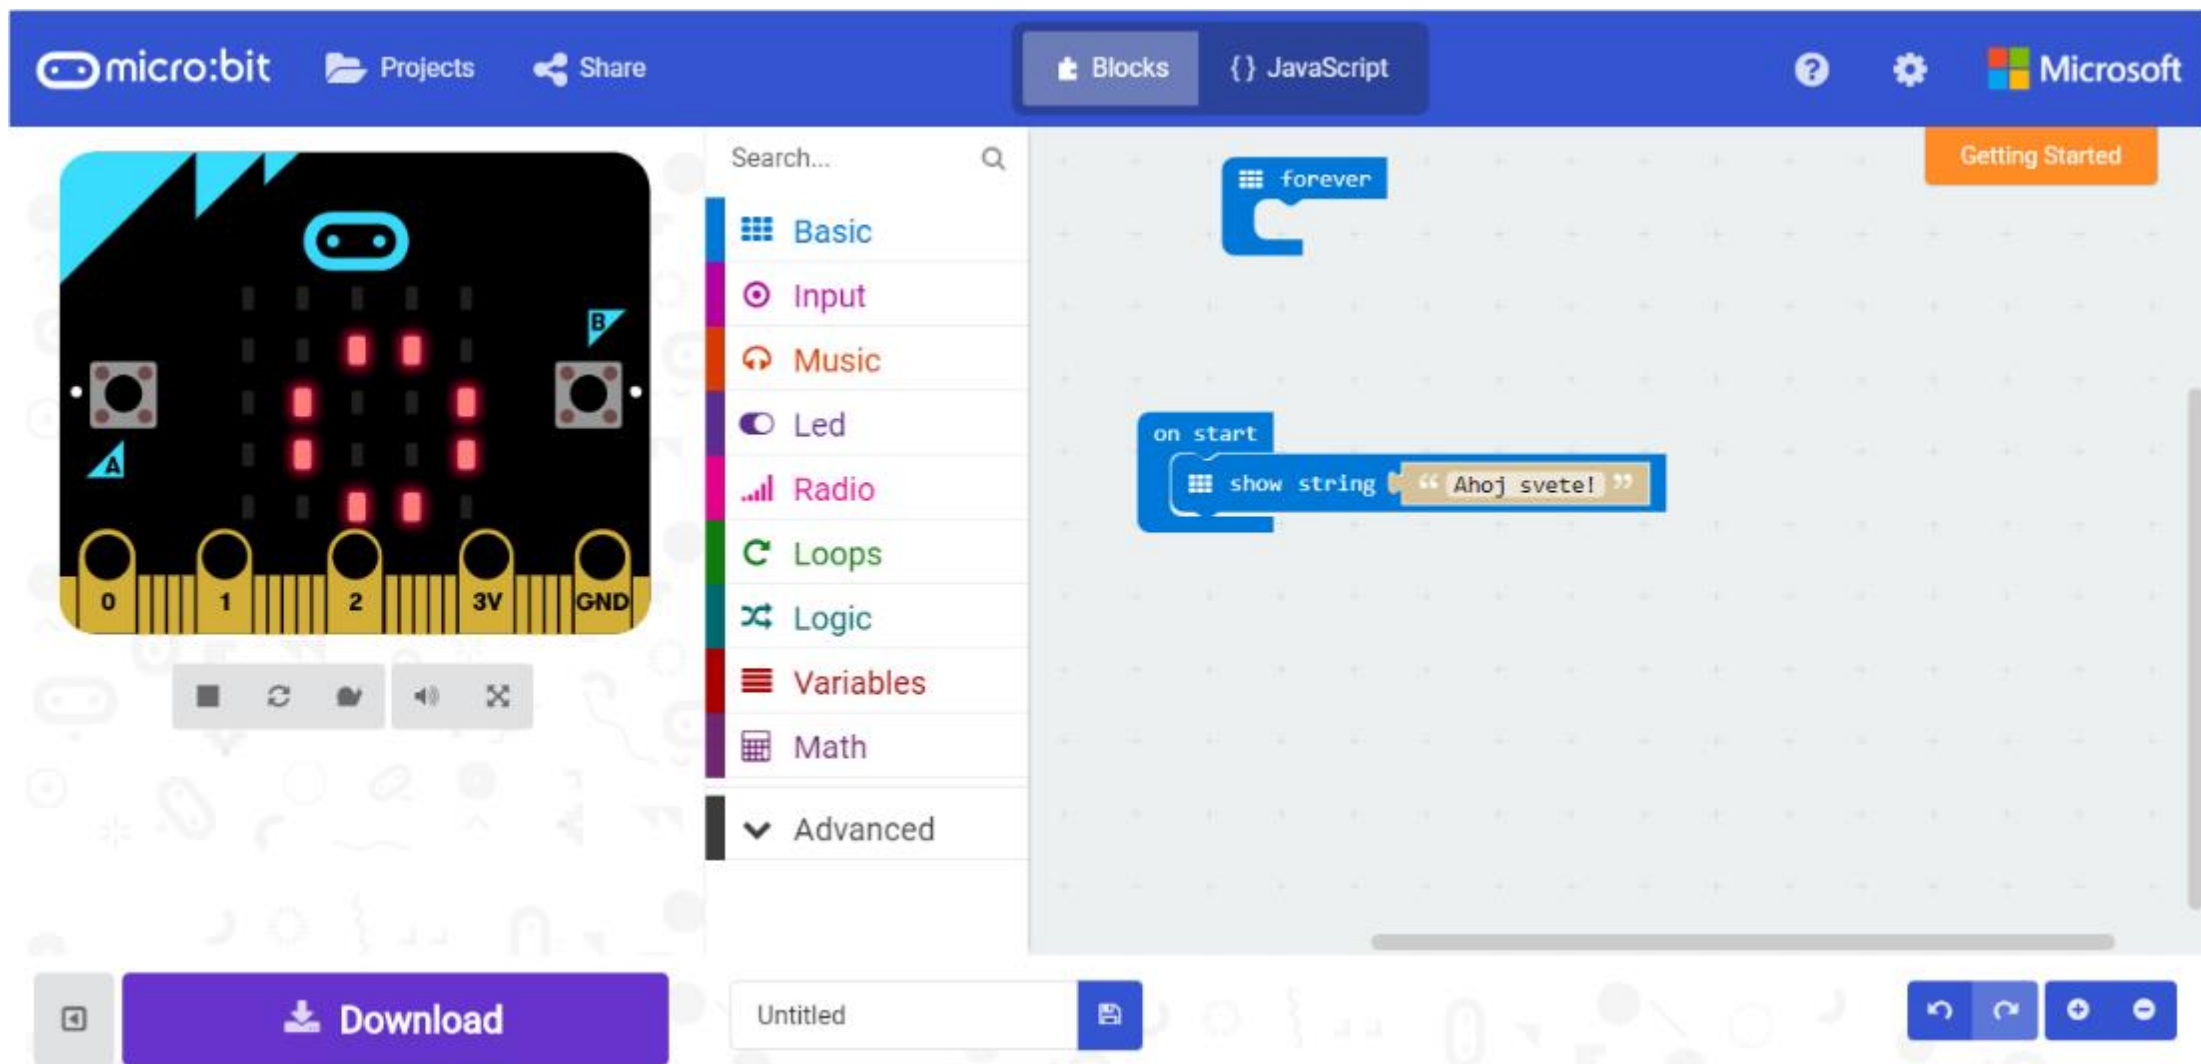 micro:bit Projects Share Blocks {} JavaScript Microsoft
Search...
Getting Started
Basic
Input
Music
Led
Radio
Loops
Logic
Variables
Math
Advanced
B
A
0 1 2 3V GND
forever
on start
show string “ Ahoj svete! ”
Download
Untitled